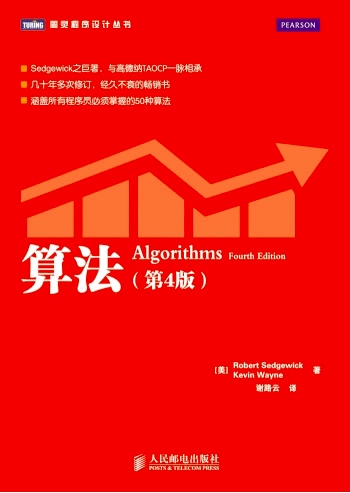 TURING 图灵程序设计丛书
PEARSON
Sedgewick之巨著，与高德纳TAOCP一脉相承
几十年多次修订，经久不衰的畅销书
涵盖所有程序员必须掌握的50种算法
算法
Algorithms Fourth Edition
（第4版）
[美] Robert Sedgewick
Kevin Wayne 著
谢路云 译
人民邮电出版社
POSTS & TELECOM PRESS